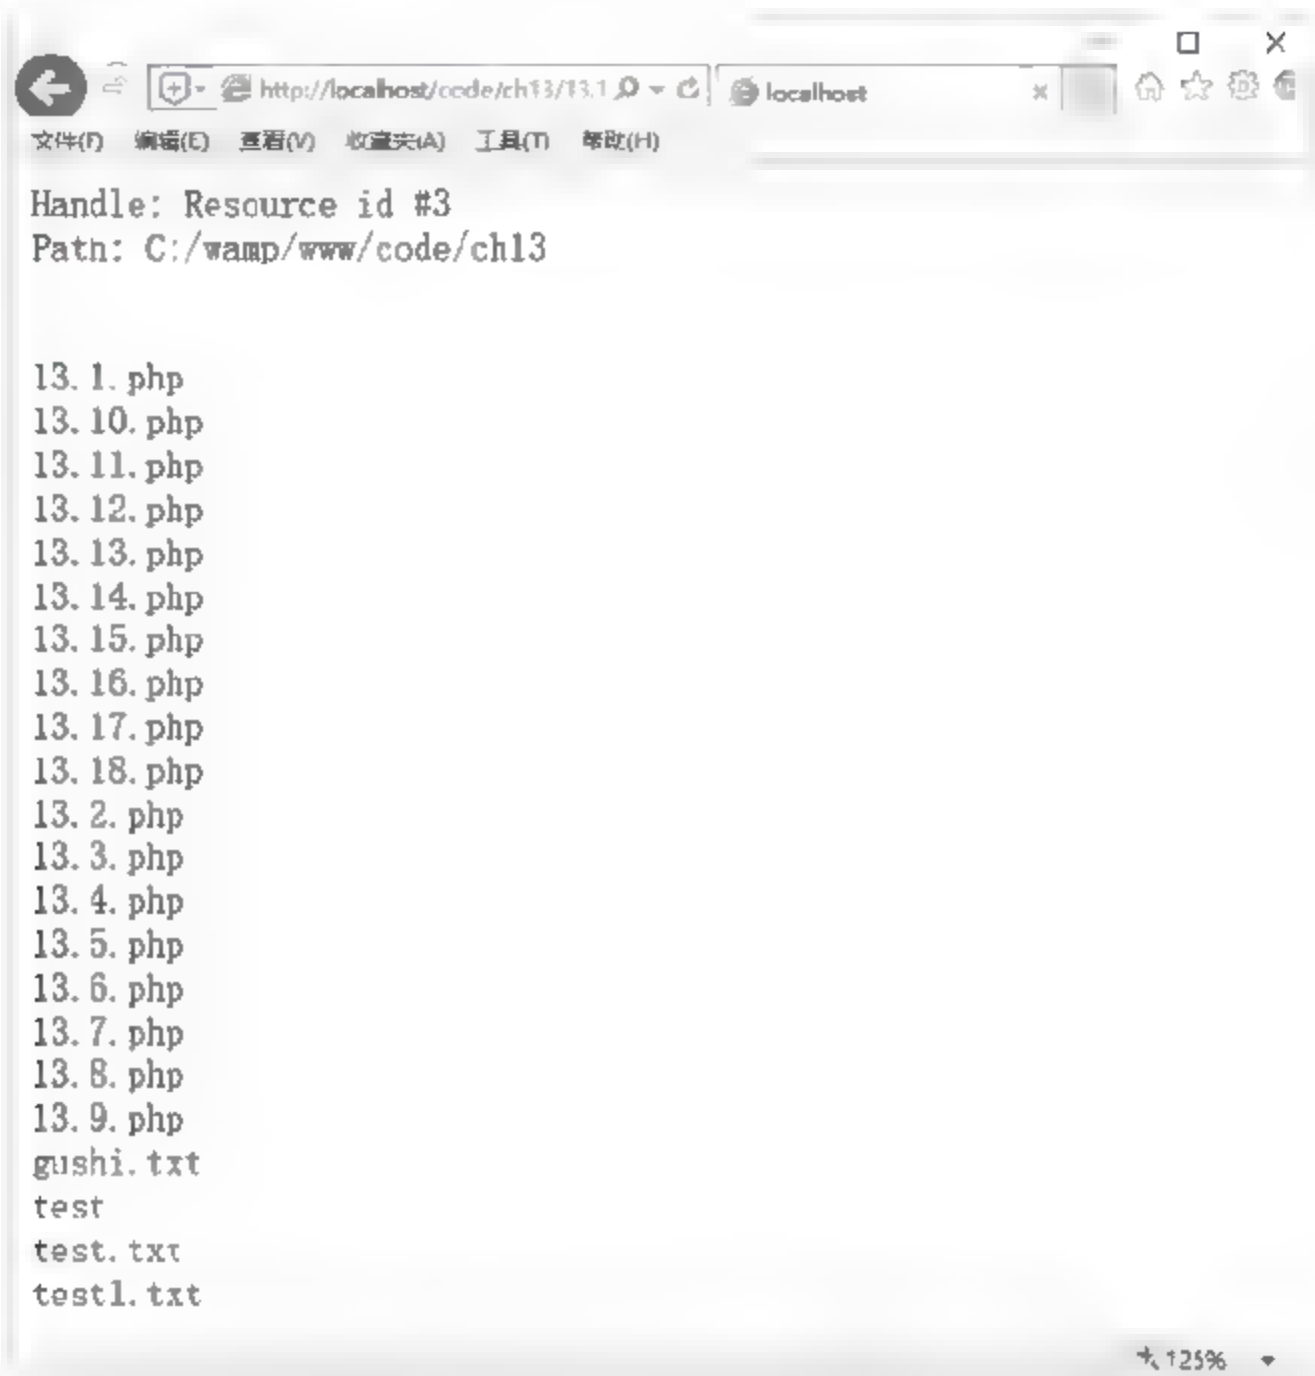 http://localhost/code/ch13/13.1
localhost
文件(F) 编辑(E) 查看(V) 收藏夹(A) 工具(T) 帮助(H)
Handle: Resource id #3
Path: C:/wamp/www/code/ch13
13.1.php
13.10.php
13.11.php
13.12.php
13.13.php
13.14.php
13.15.php
13.16.php
13.17.php
13.18.php
13.2.php
13.3.php
13.4.php
13.5.php
13.6.php
13.7.php
13.8.php
13.9.php
gushi.txt
test
test.txt
test1.txt
125%